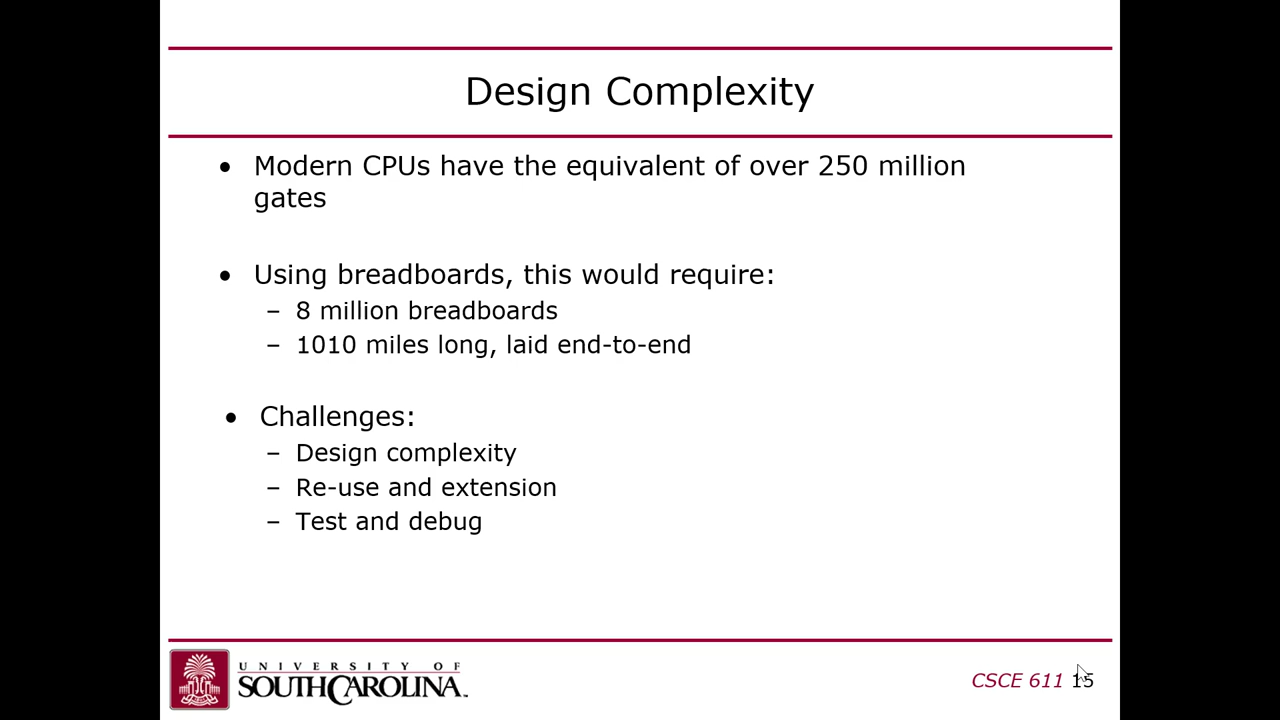 Design Complexity
• Modern CPUs have the equivalent of over 250 million
gates
• Using breadboards, this would require:
– 8 million breadboards
– 1010 miles long, laid end-to-end
• Challenges:
– Design complexity
– Re-use and extension
– Test and debug
UNIVERSITY OF
SOUTH CAROLINA™
CSCE 611 15